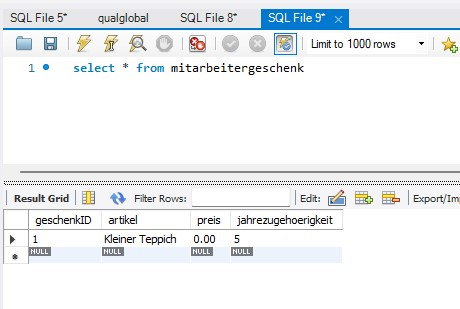 SQL File 5* qualglobal SQL File 8* SQL File 9* ×
Limit to 1000 rows
1 select * from mitarbeitergeschenk
Result Grid Filter Rows: Edit: Export/Imp
geschenkID artikel preis jahrezugehoerigkeit
1 Kleiner Teppich 0.00 5
NULL NULL NULL NULL